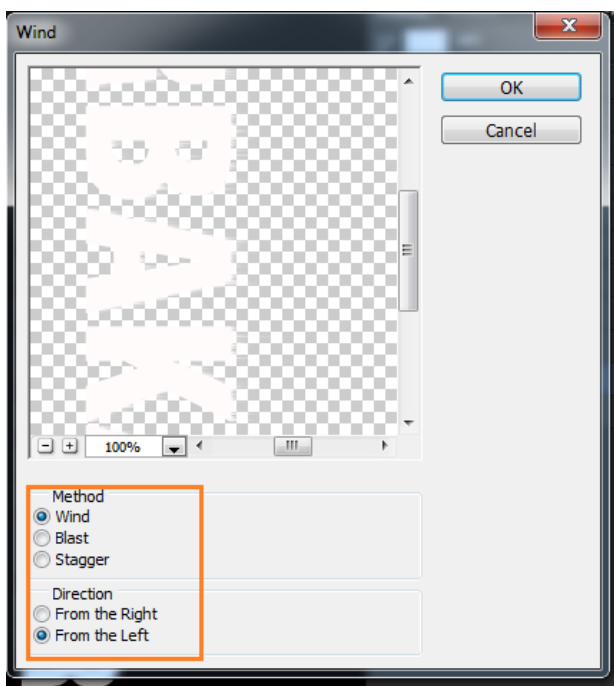 Wind
OK
Cancel
BAK
100%
Method
Wind
Blast
Stagger
Direction
From the Right
From the Left